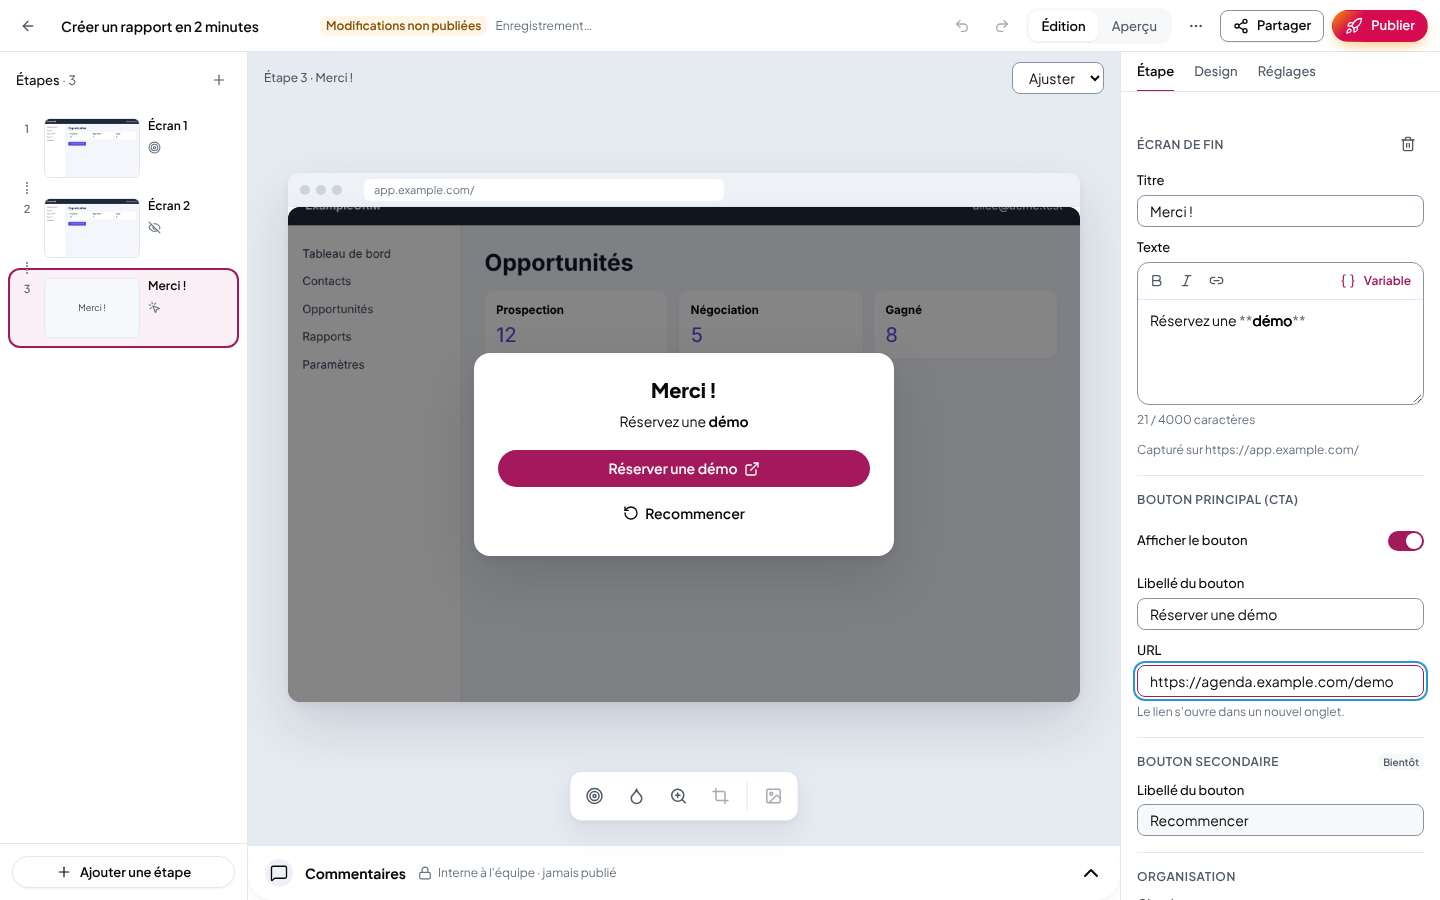 Créer un rapport en 2 minutes
Modifications non publiées
Enregistrement...
Édition
Aperçu
Partager
Publier
Étapes · 3
1
Écran 1
2
Écran 2
3
Merci !
Merci !
Ajouter une étape
Étape 3 · Merci !
Ajuster
app.example.com/
Tableau de bord
Contacts
Opportunités
Rapports
Paramètres
Opportunités
Prospection
12
Négociation
5
Gagné
8
Merci !
Réservez une démo
Réserver une démo
Recommencer
Commentaires
Interne à l'équipe · jamais publié
Étape
Design
Réglages
ÉCRAN DE FIN
Titre
Merci !
Texte
B I
{ } Variable
Réservez une **démo**
21 / 4000 caractères
Capturé sur https://app.example.com/
BOUTON PRINCIPAL (CTA)
Afficher le bouton
Libellé du bouton
Réserver une démo
URL
https://agenda.example.com/demo
Le lien s'ouvre dans un nouvel onglet.
BOUTON SECONDAIRE
Bientôt
Libellé du bouton
Recommencer
ORGANISATION